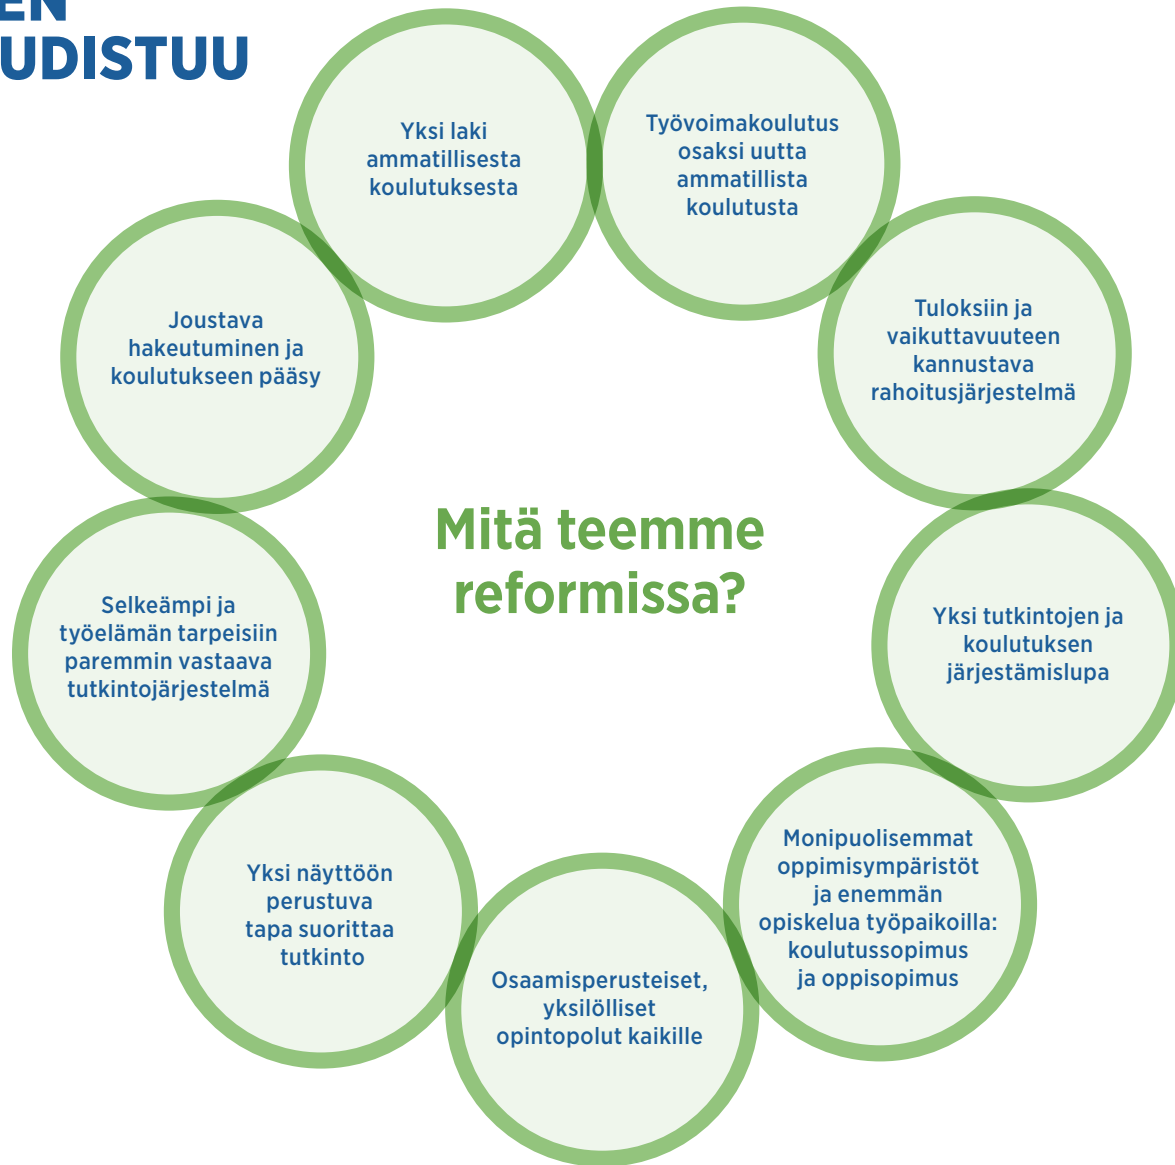 EN
UDISTUU
Yksi laki
ammatillisesta
koulutuksesta
Työvoimakoulutus
osaksi uutta
ammatillista
koulutusta
Tuloksiin ja
vaikuttavuuteen
kannustava
rahoitusjärjestelmä
Yksi tutkintojen ja
koulutuksen
järjestämislupa
Monipuolisemmat
oppimisympäristöt
ja enemmän
opiskelua työpaikoilla:
koulutussopimus
ja oppisopimus
Osaamisperusteiset,
yksilölliset
opintopolut kaikille
Yksi näyttöön
perustuva
tapa suorittaa
tutkinto
Selkeämpi ja
työelämän tarpeisiin
paremmin vastaava
tutkintojärjestelmä
Joustava
hakeutuminen ja
koulutukseen pääsy
Mitä teemme
reformissa?